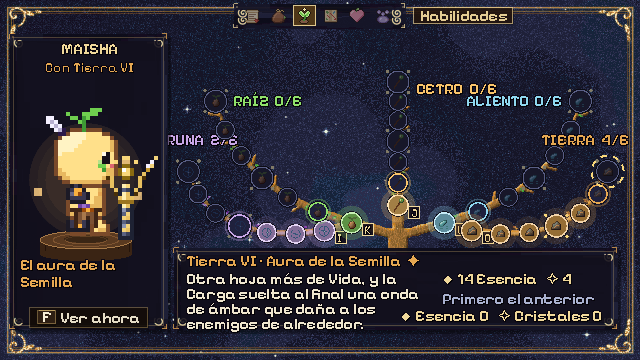 Habilidades
MAISHA
Con Tierra VI
CETRO 0/6
RAÍZ 0/6
ALIENTO 0/6
RUNA 2/6
TIERRA 4/6
J
I
K
O
Tierra VI · Aura de la Semilla
El aura de la
Semilla
Otra hoja más de Vida, y la
Carga suelta al final una onda
de ámbar que daña a los
enemigos de alrededor.
14 Esencia 4
Primero el anterior
Esencia 0 Cristales 0
F Ver ahora